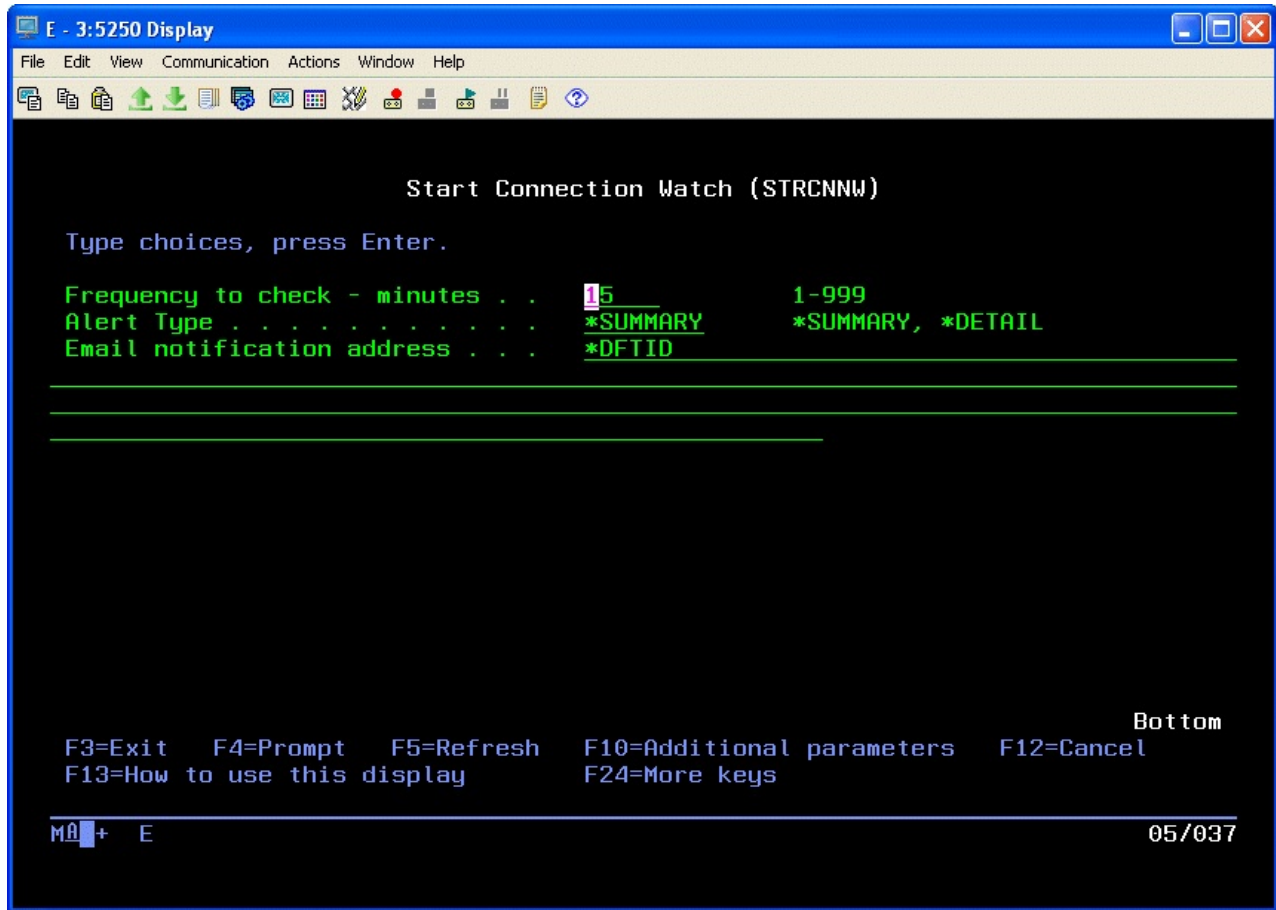 E - 3:5250 Display
File Edit View Communication Actions Window Help
Start Connection Watch (STRCNNW)
Type choices, press Enter.
Frequency to check - minutes . . 15 1-999
Alert Type . . . . . . . . . . . *SUMMARY *SUMMARY, *DETAIL
Email notification address . . . *DFTID
Bottom
F3=Exit F4=Prompt F5=Refresh F10=Additional parameters F12=Cancel
F13=How to use this display F24=More keys
MA + E 05/037